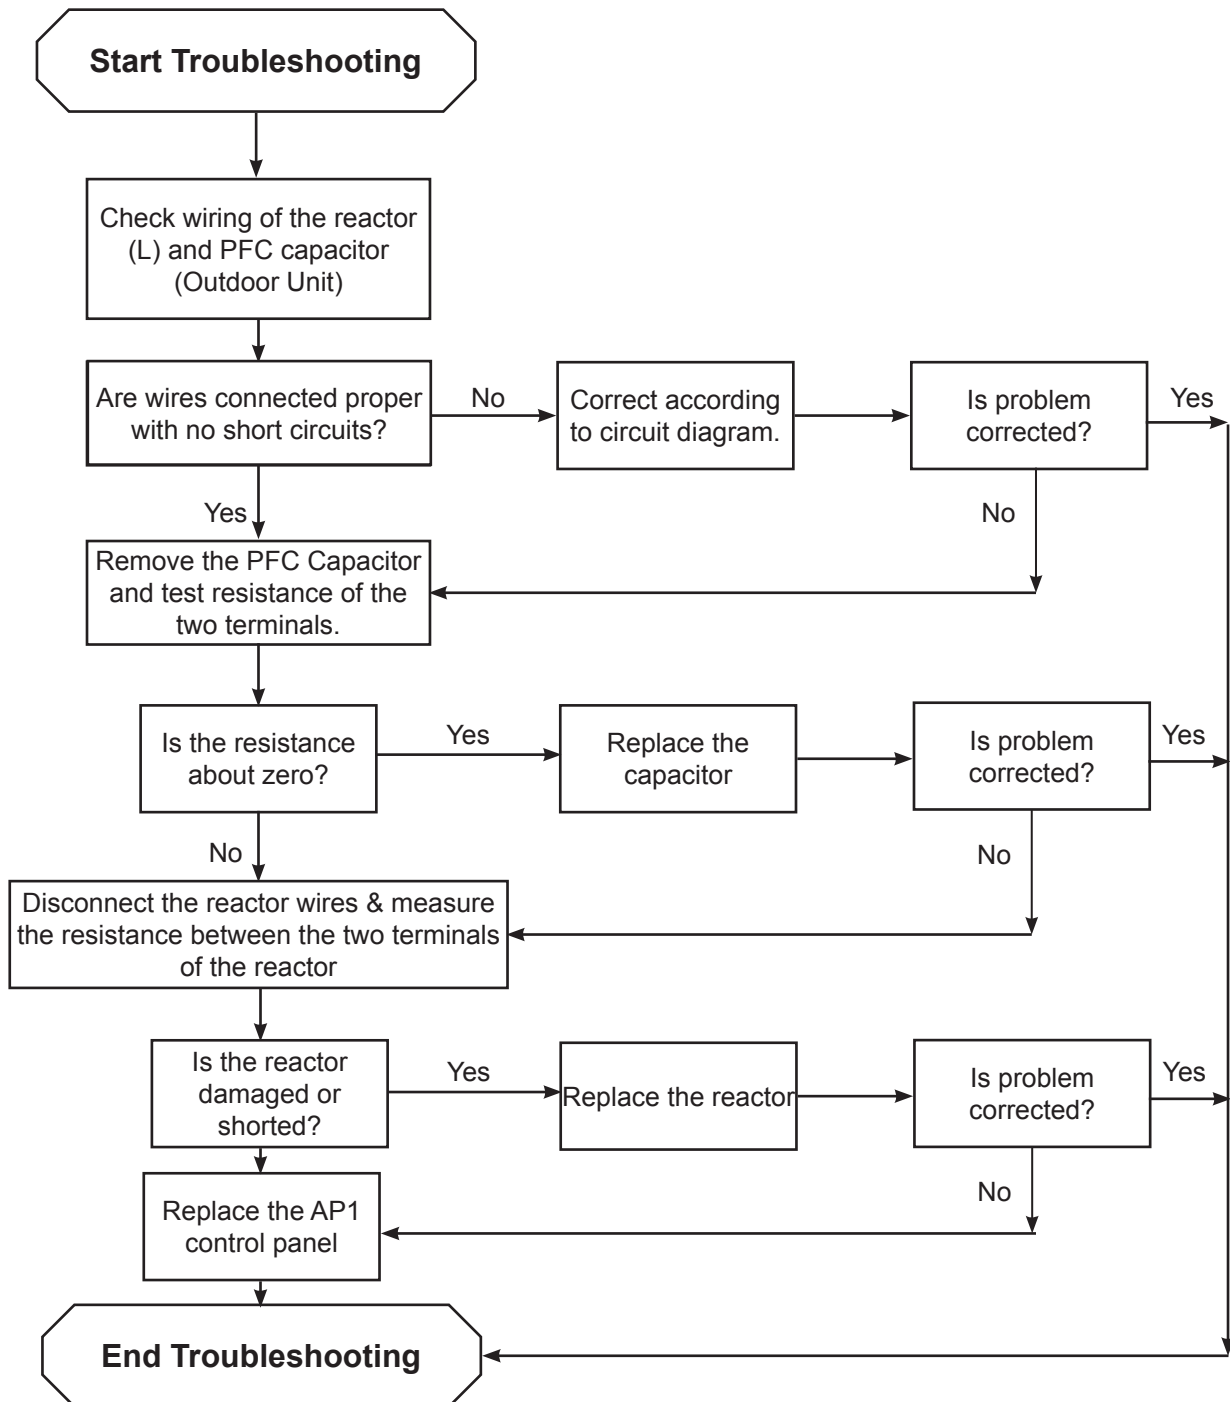 Start Troubleshooting
Check wiring of the reactor
(L) and PFC capacitor
(Outdoor Unit)
Are wires connected proper
with no short circuits?
No
Correct according
to circuit diagram.
Is problem
corrected?
Yes
Yes
No
Remove the PFC Capacitor
and test resistance of the
two terminals.
Is the resistance
about zero?
Yes
Replace the
capacitor
Is problem
corrected?
Yes
No
No
Disconnect the reactor wires & measure
the resistance between the two terminals
of the reactor
Is the reactor
damaged or
shorted?
Yes
Replace the reactor
Is problem
corrected?
Yes
No
Replace the AP1
control panel
End Troubleshooting